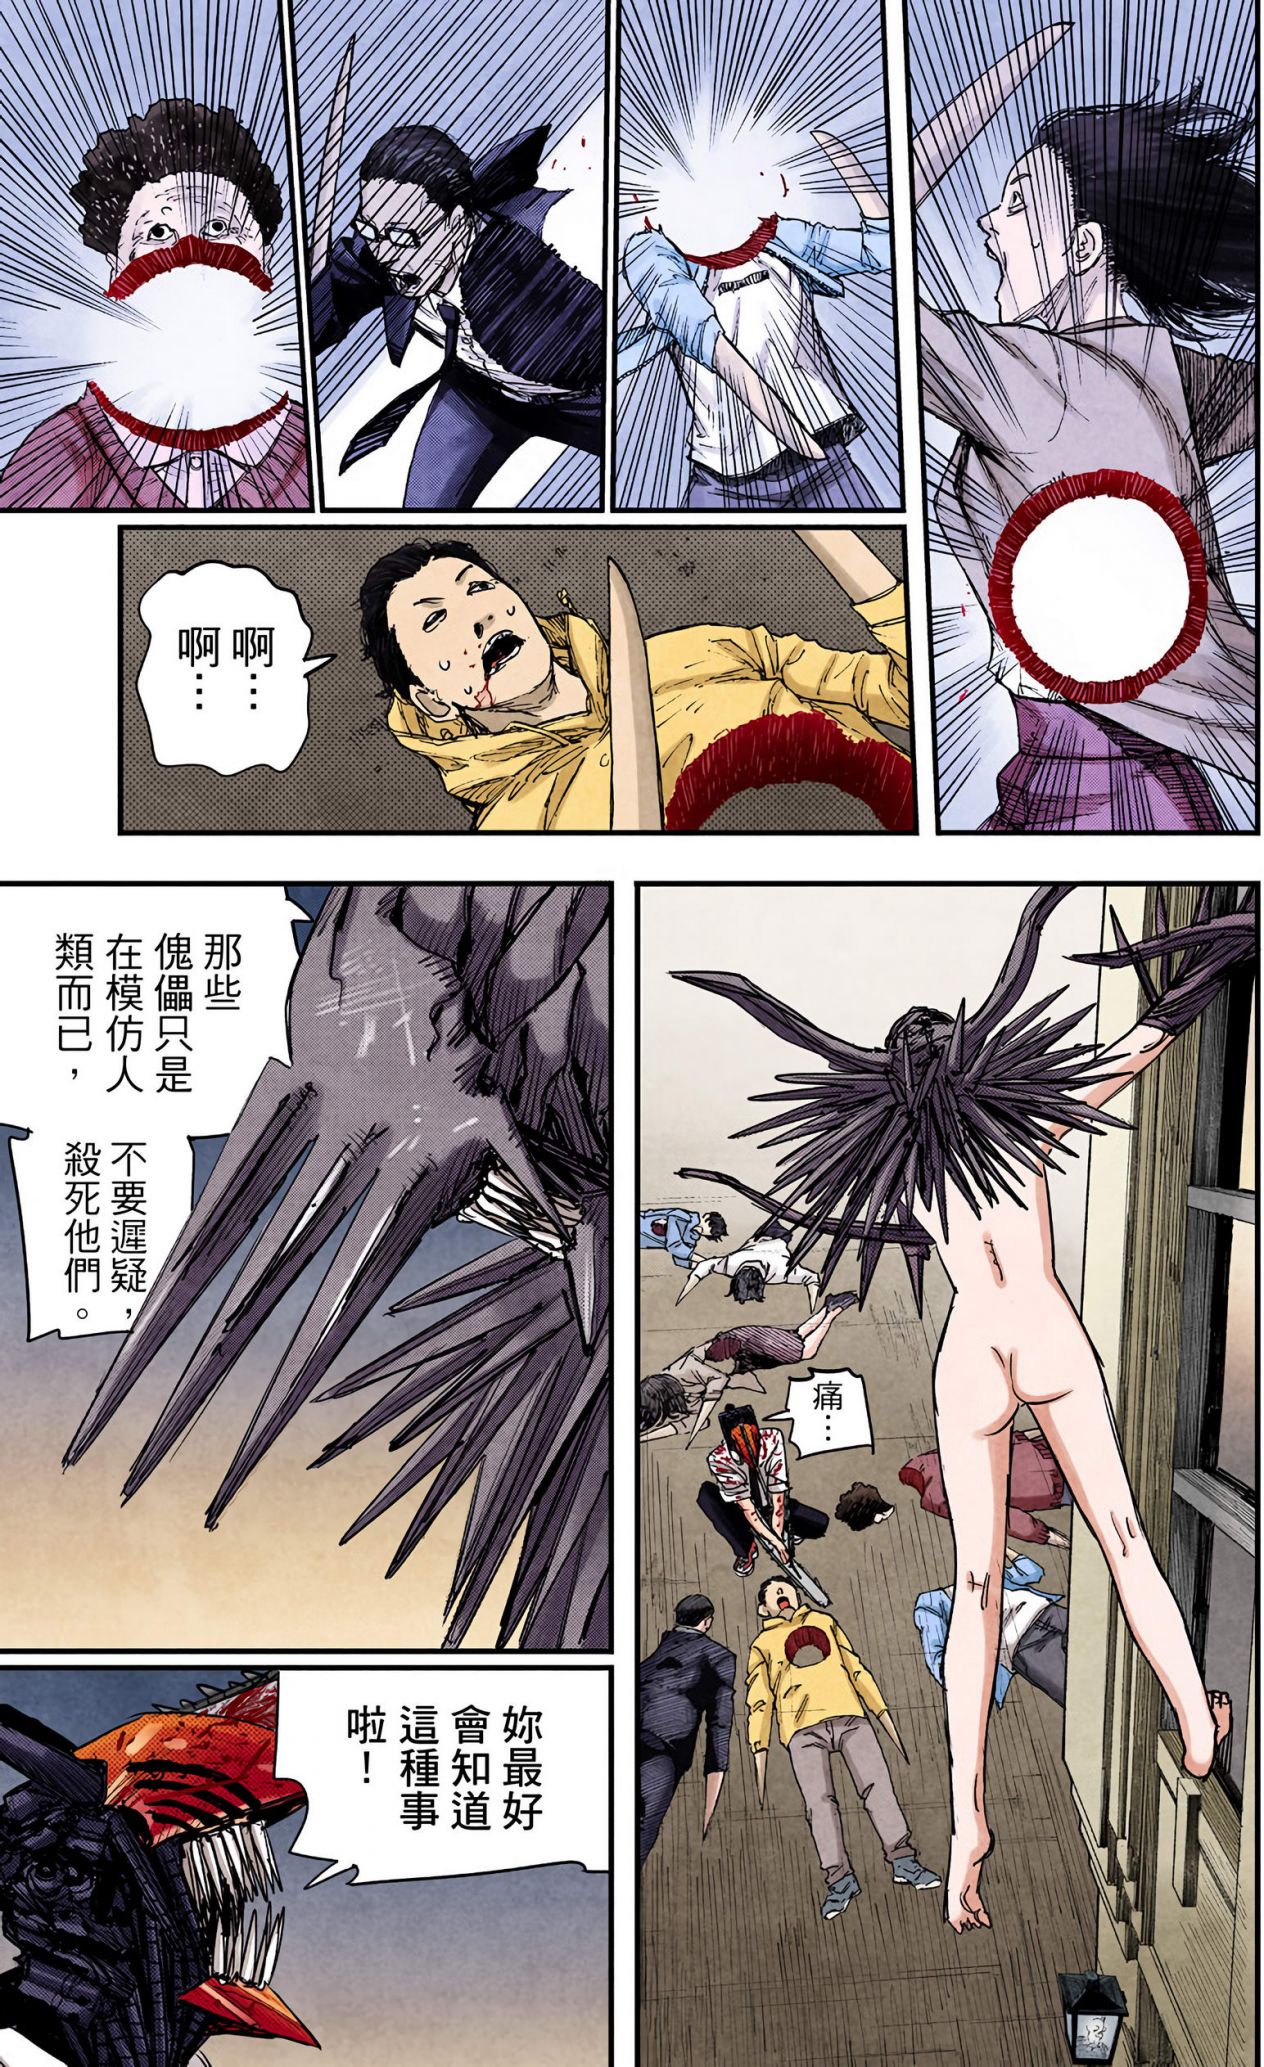 啊⋯
啊⋯
痛⋯
那些
傀儡只是
在模仿人
類而已，
不要遲疑，
殺死他們。
妳最好
會知道
這種事
啦！